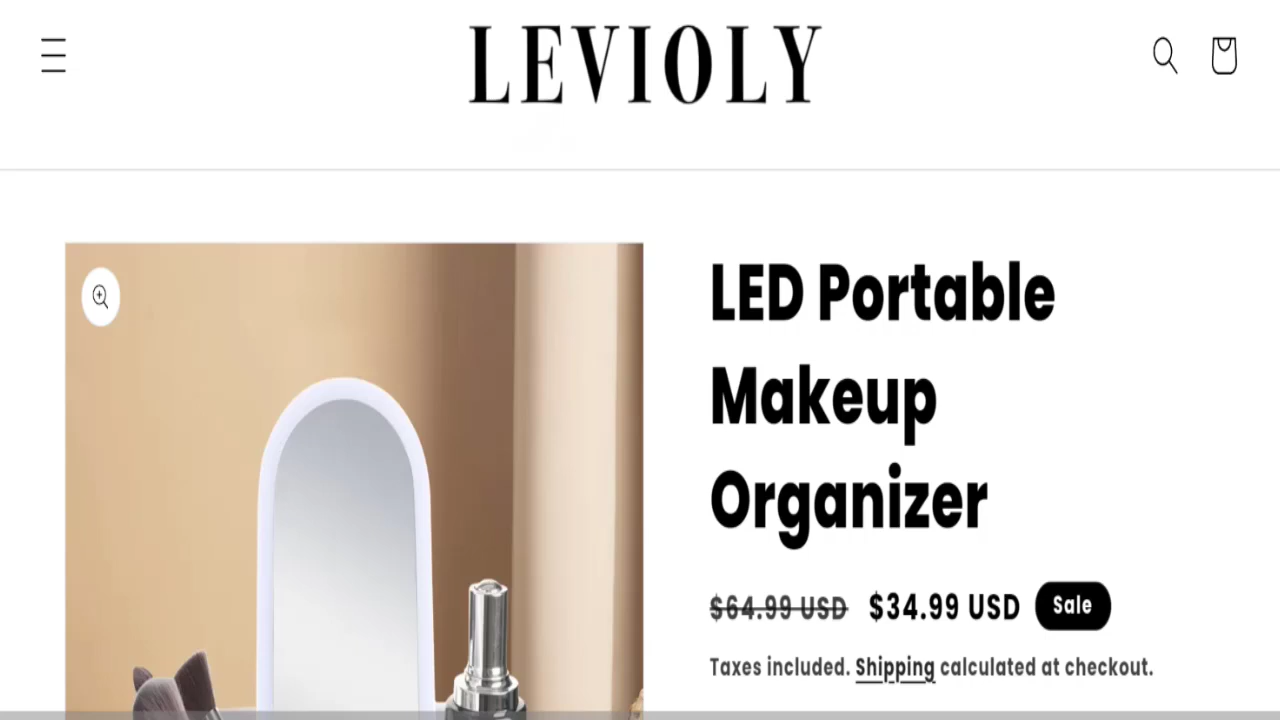 LEVIOLY
LED Portable
Makeup
Organizer
$64.99 USD $34.99 USD Sale
Taxes included. Shipping calculated at checkout.